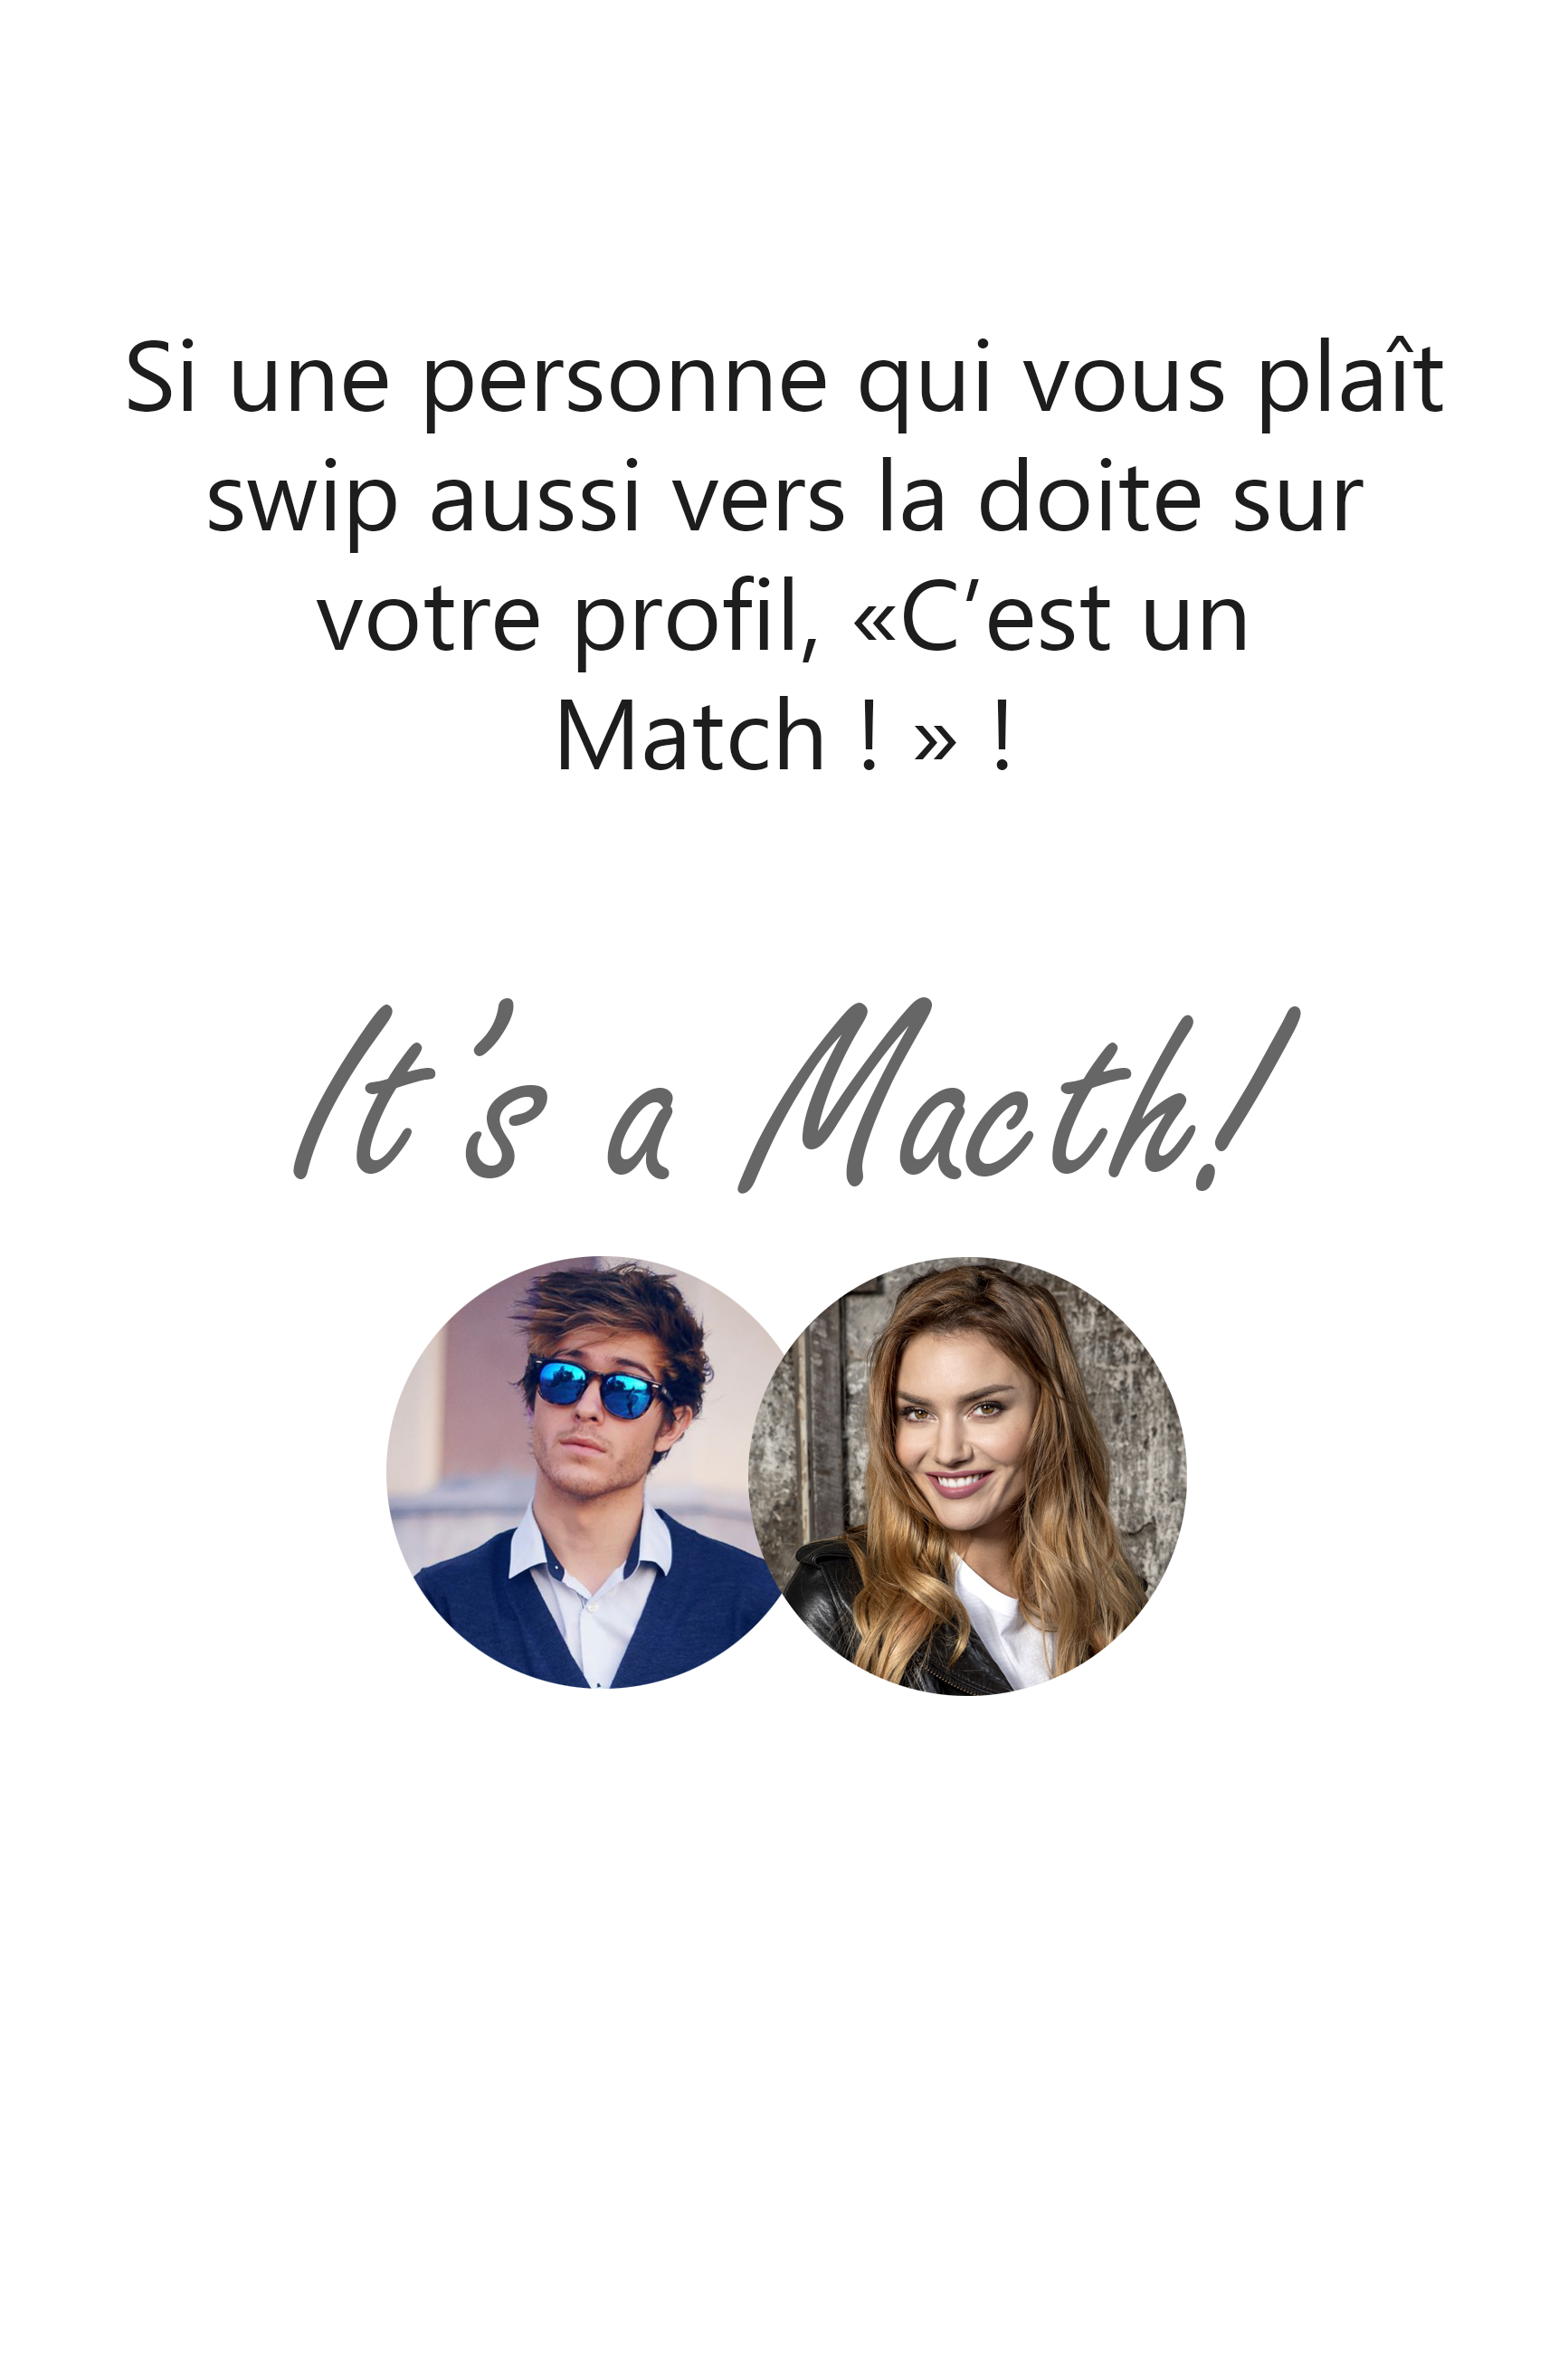 Si une personne qui vous plaît
swip aussi vers la doite sur
votre profil, «C’est un
Match ! » !
It’s a Macth!